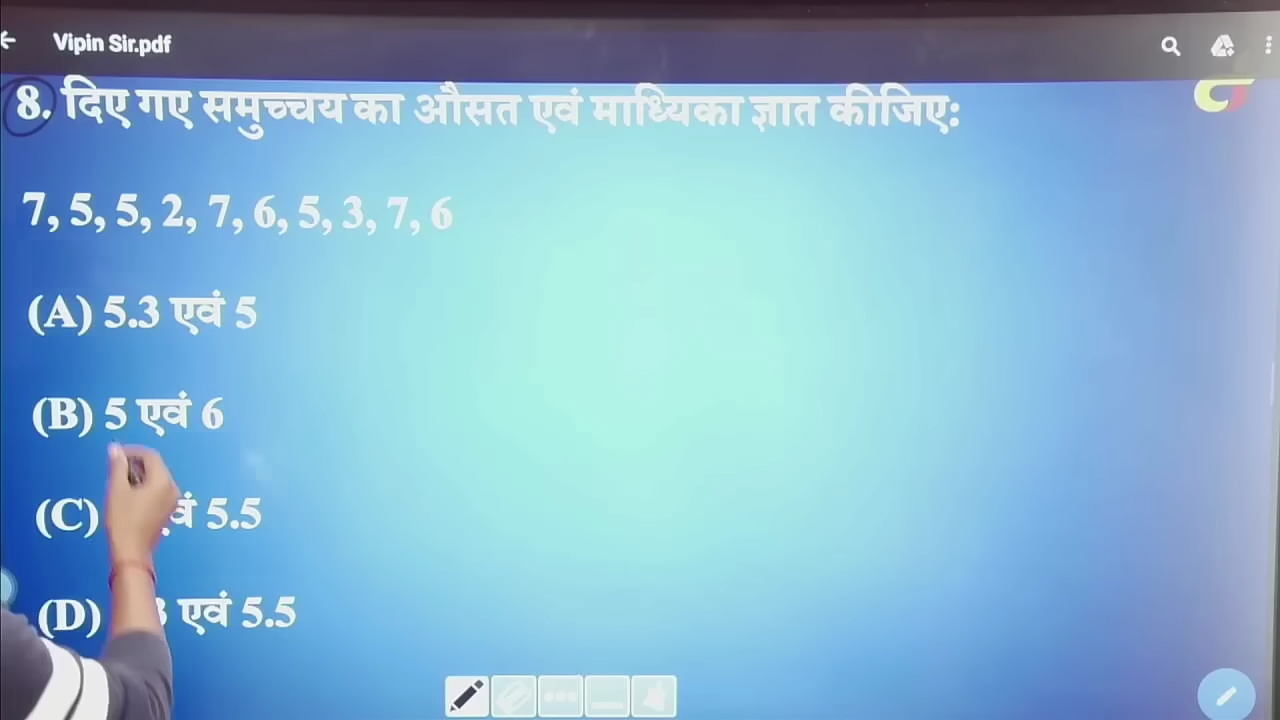 Vipin Sir.pdf
8. दिए गए समुच्चय का औसत एवं माध्यिका ज्ञात कीजिए:
7, 5, 5, 2, 7, 6, 5, 3, 7, 6
(A) 5.3 एवं 5
(B) 5 एवं 6
(C) 5.5
(D) एवं 5.5